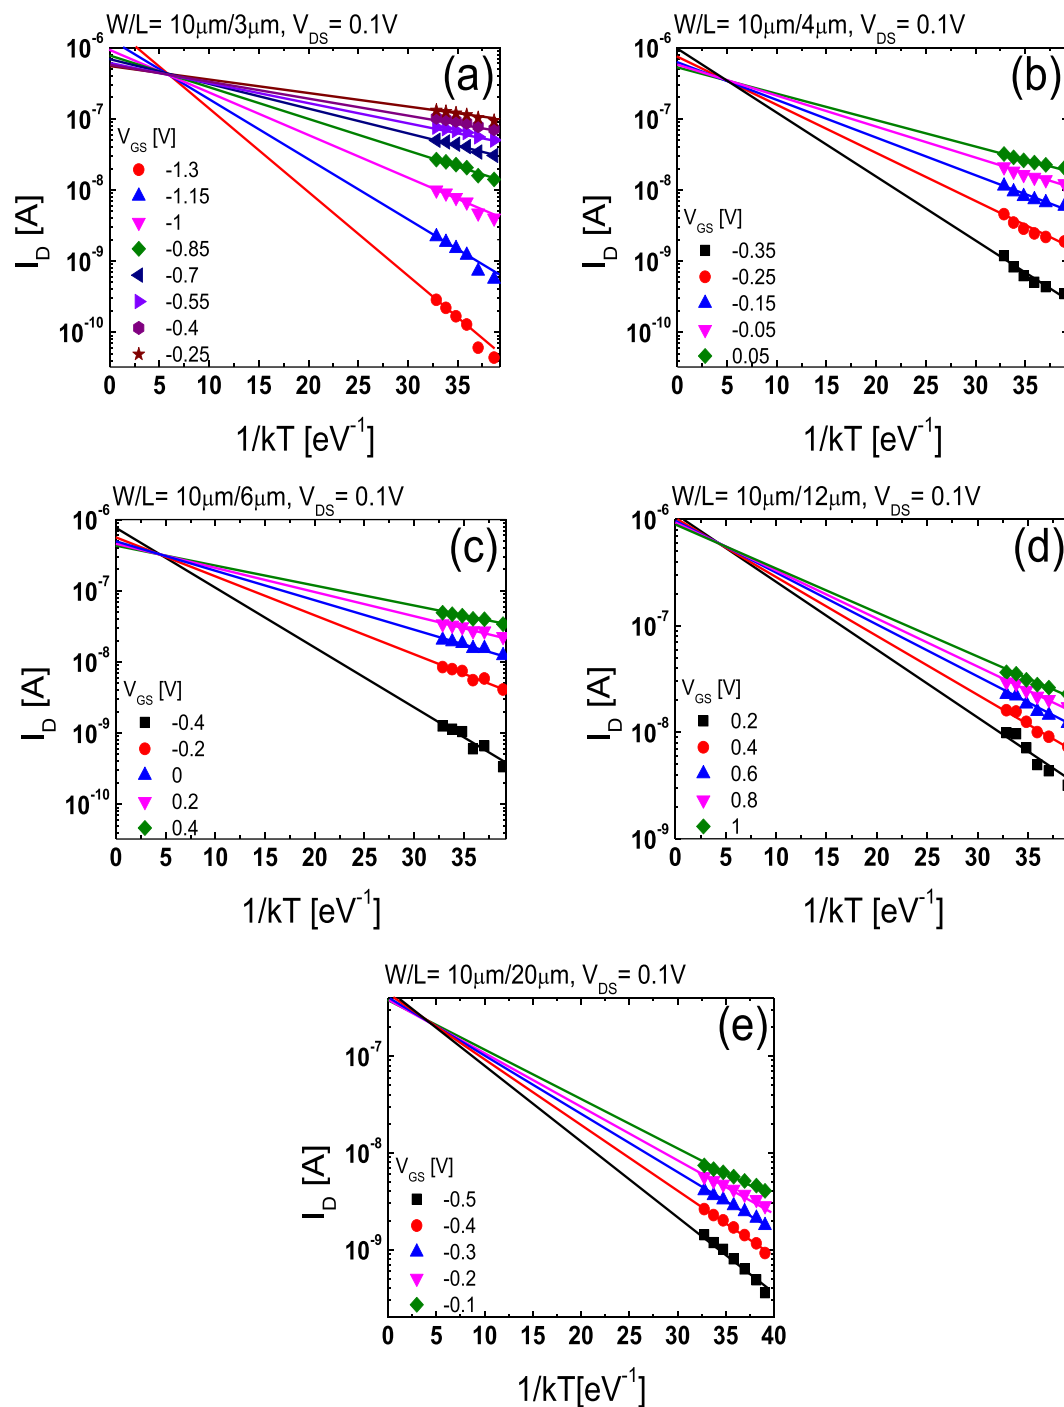 W/L= 10μm/3μm, V_DS= 0.1V
(a)
I_D [A]
10^-6
10^-7
10^-8
10^-9
10^-10
V_GS [V]
-1.3
-1.15
-1
-0.85
-0.7
-0.55
-0.4
-0.25
0 5 10 15 20 25 30 35
1/kT [eV^-1]
W/L= 10μm/4μm, V_DS= 0.1V
(b)
I_D [A]
10^-6
10^-7
10^-8
10^-9
10^-10
V_GS [V]
-0.35
-0.25
-0.15
-0.05
0.05
0 5 10 15 20 25 30 35
1/kT [eV^-1]
W/L= 10μm/6μm, V_DS= 0.1V
(c)
I_D [A]
10^-6
10^-7
10^-8
10^-9
10^-10
V_GS [V]
-0.4
-0.2
0
0.2
0.4
0 5 10 15 20 25 30 35
1/kT [eV^-1]
W/L= 10μm/12μm, V_DS= 0.1V
(d)
I_D [A]
10^-6
10^-7
10^-8
10^-9
V_GS [V]
0.2
0.4
0.6
0.8
1
0 5 10 15 20 25 30 35
1/kT [eV^-1]
W/L= 10μm/20μm, V_DS= 0.1V
(e)
I_D [A]
10^-7
10^-8
10^-9
V_GS [V]
-0.5
-0.4
-0.3
-0.2
-0.1
0 5 10 15 20 25 30 35 40
1/kT[eV^-1]